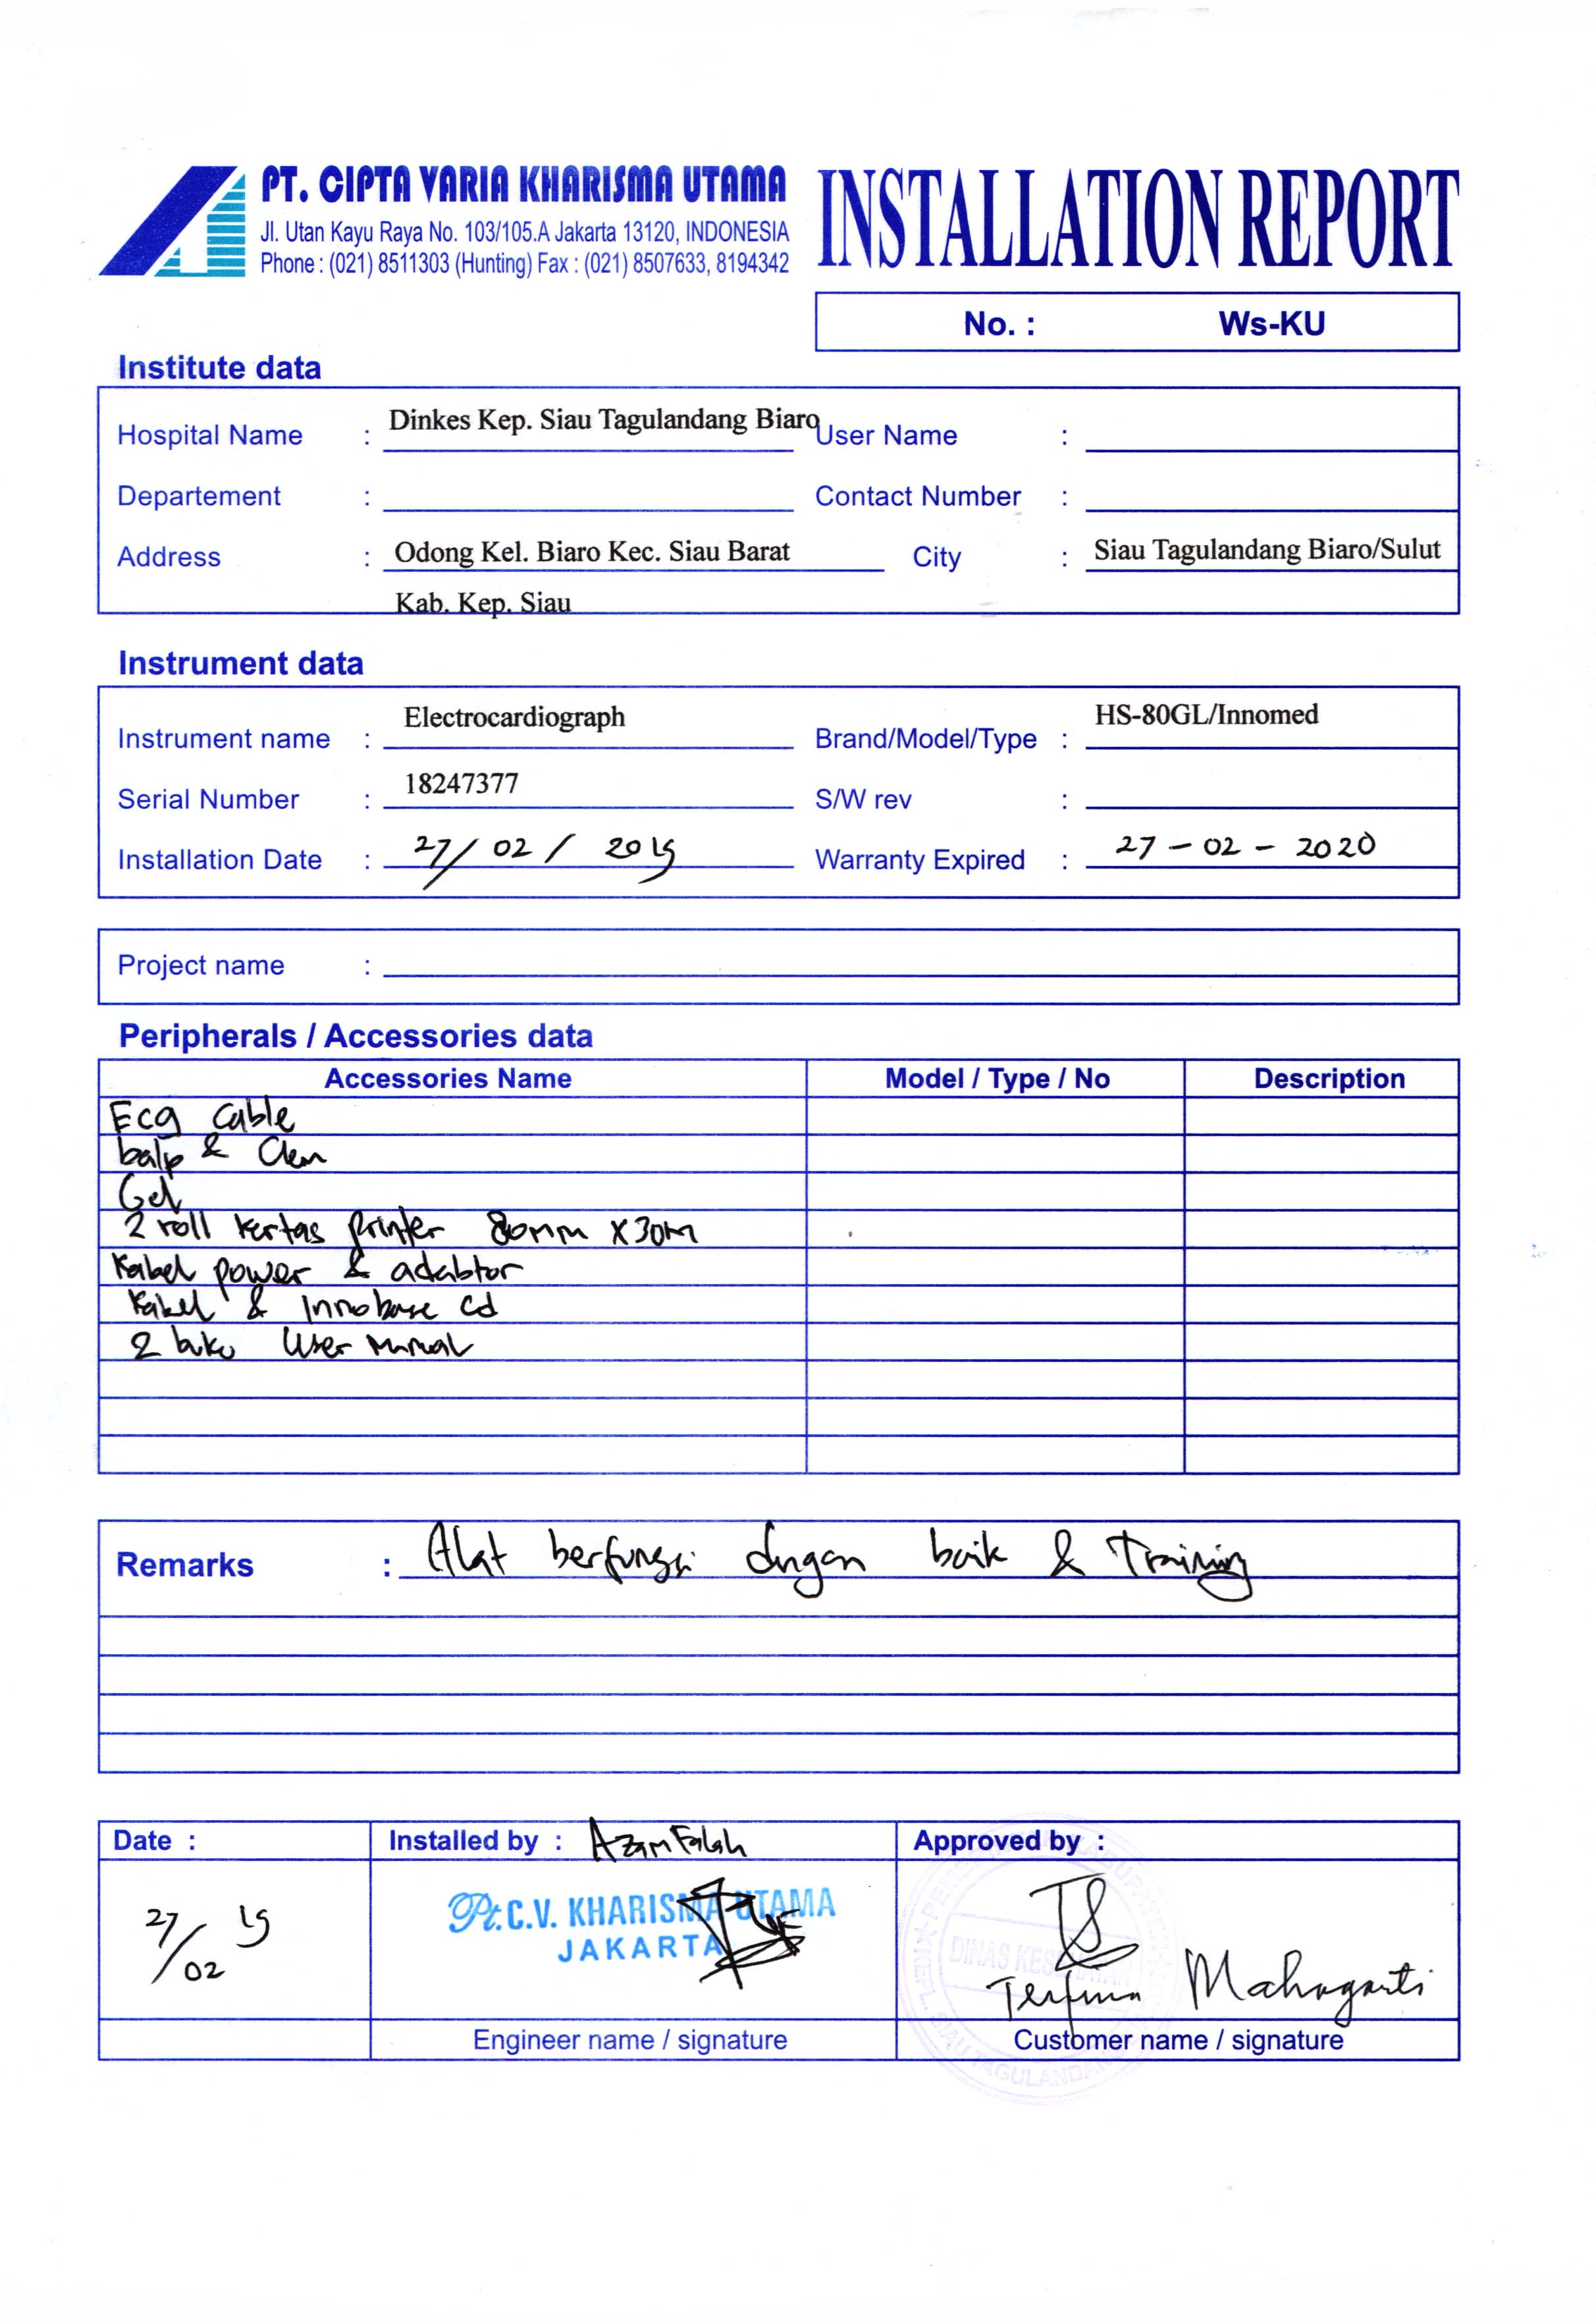 PT. CIPTA VARIA KHARISMA UTAMA
Jl. Utan Kayu Raya No. 103/105.A Jakarta 13120, INDONESIA
Phone : (021) 8511303 (Hunting) Fax : (021) 8507633, 8194342
INSTALLATION REPORT
No. : Ws-KU
Institute data
Hospital Name : Dinkes Kep. Siau Tagulandang Biaro User Name :
Departement : Contact Number :
Address : Odong Kel. Biaro Kec. Siau Barat City : Siau Tagulandang Biaro/Sulut
Kab. Kep. Siau
Instrument data
Instrument name : Electrocardiograph Brand/Model/Type : HS-80GL/Innomed
Serial Number : 18247377 S/W rev :
Installation Date : 27/02/2019 Warranty Expired : 27-02-2020
Project name :
Peripherals / Accessories data
Accessories Name Model / Type / No Description
Ecg Cable
balp & Clem
Gel
2 roll kertas printer 80mm x 30m
Kabel power & adabtor
Kabel & Innobase cd
2 buku User Manual
Remarks : Alat berfungsi dngan baik & Training
Date : Installed by : Azam Falah Approved by :
27/02 19
Pt. C.V. KHARISMA UTAMA
JAKARTA
DINAS KESEHATAN
SIAU TAGULANDANG
Mahagarti
Engineer name / signature Customer name / signature